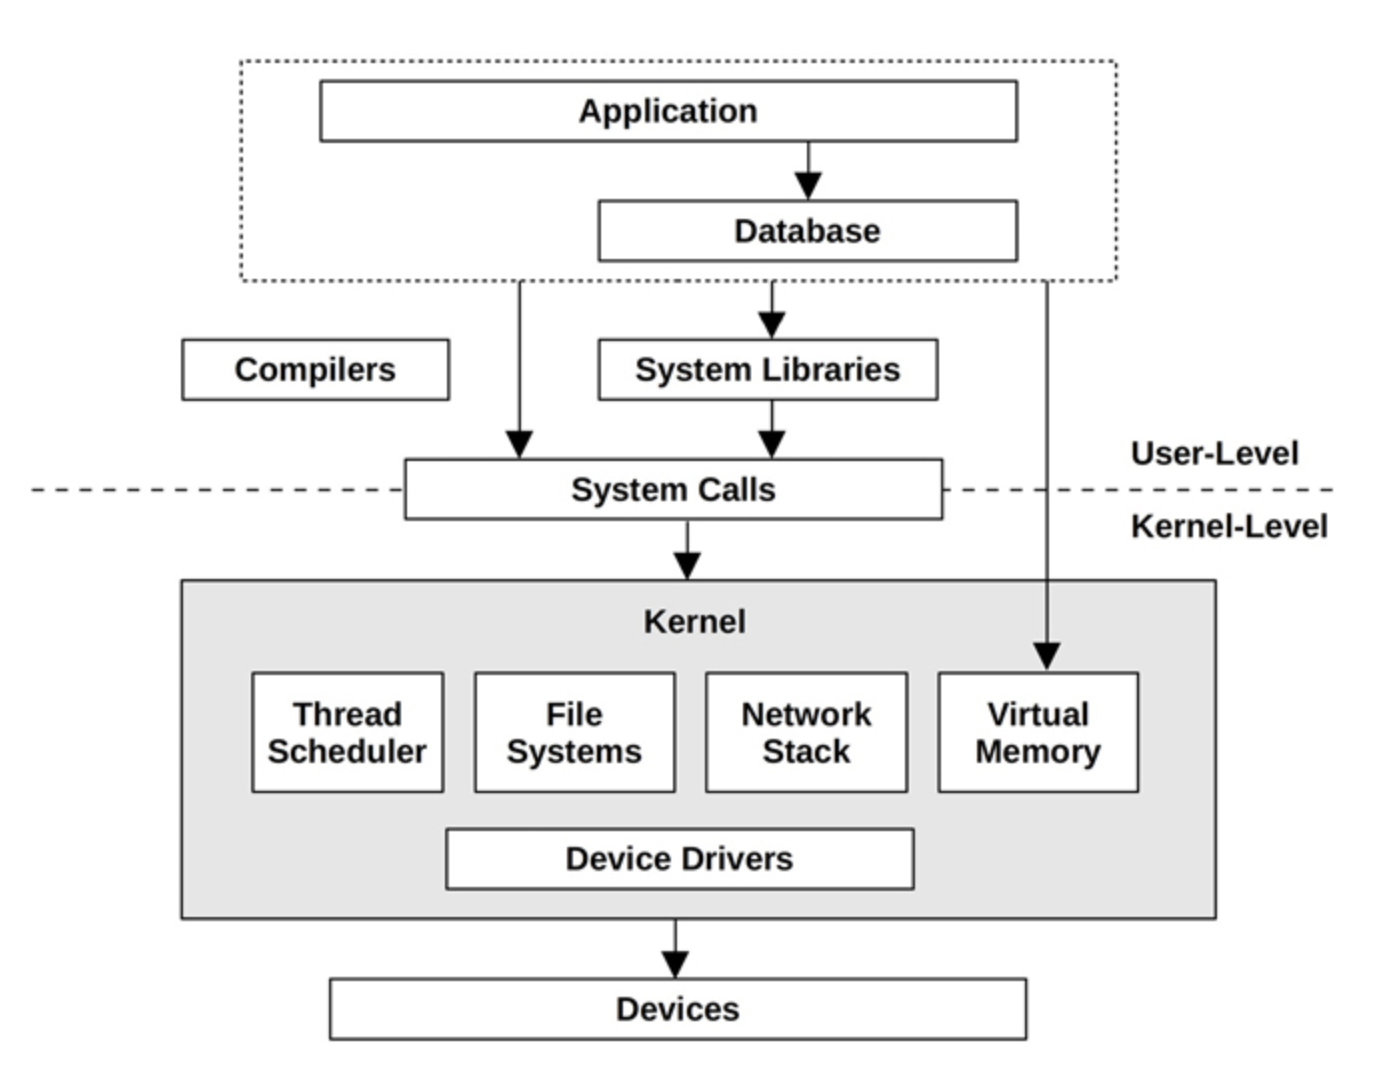 Application
Database
Compilers
System Libraries
User-Level
System Calls
Kernel-Level
Kernel
Thread
Scheduler
File
Systems
Network
Stack
Virtual
Memory
Device Drivers
Devices